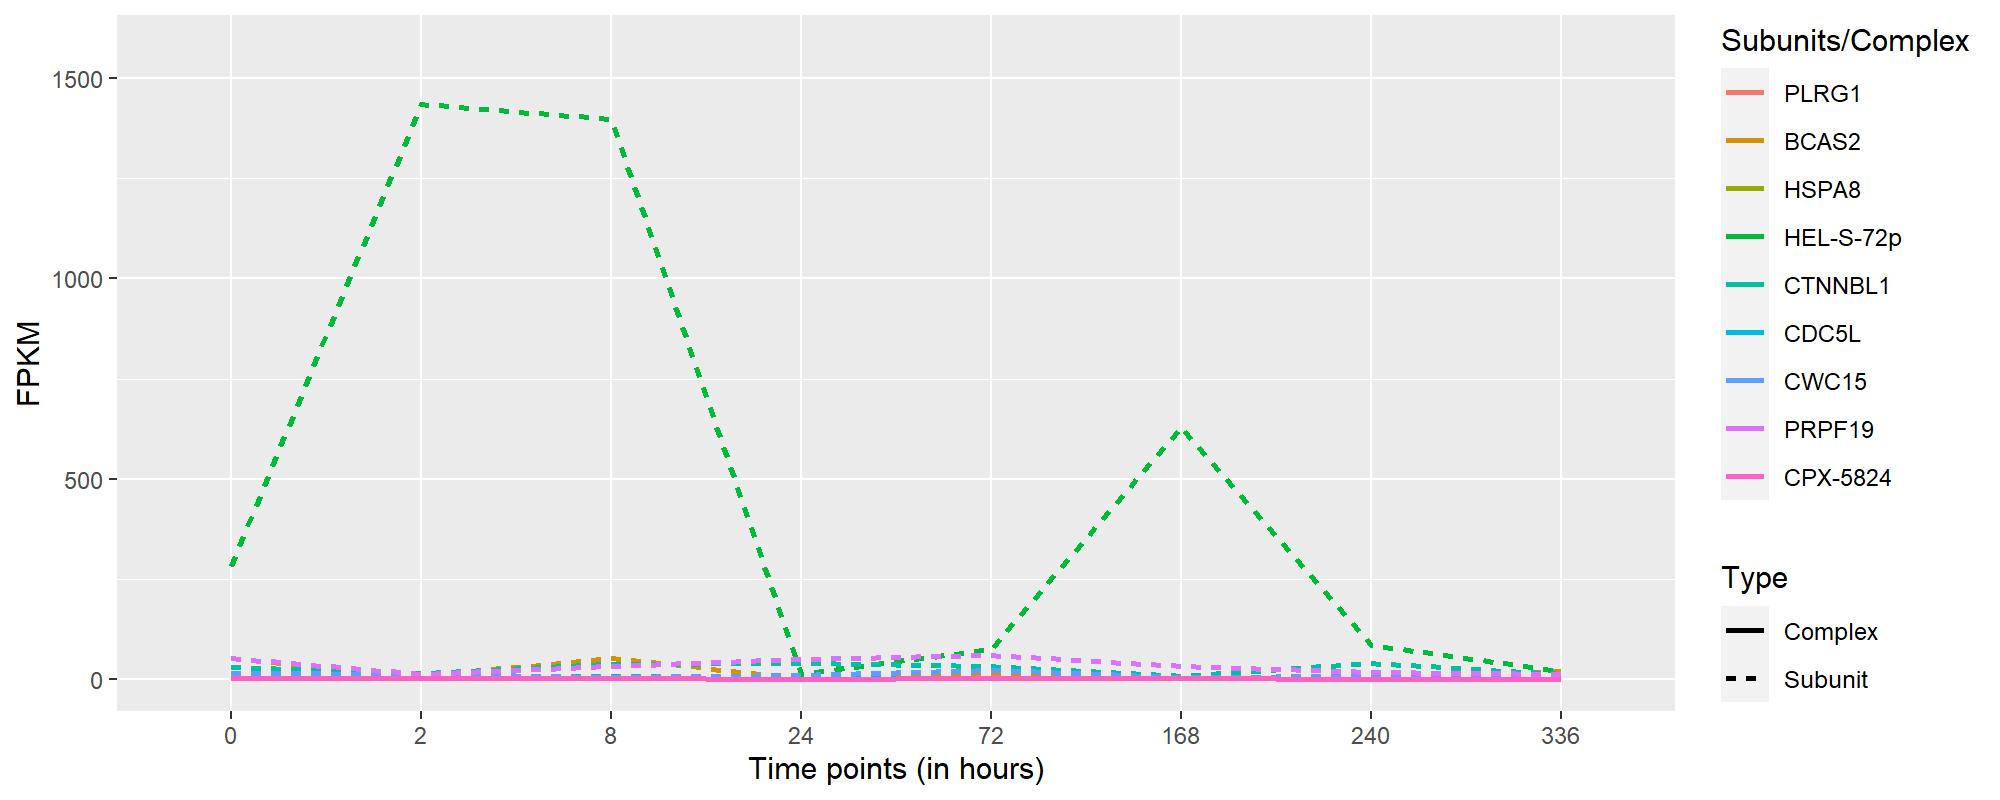 1500
1000
500
0
FPKM
0 2 8 24 72 168 240 336
Time points (in hours)
Subunits/Complex
PLRG1
BCAS2
HSPA8
HEL-S-72p
CTNNBL1
CDC5L
CWC15
PRPF19
CPX-5824
Type
Complex
Subunit